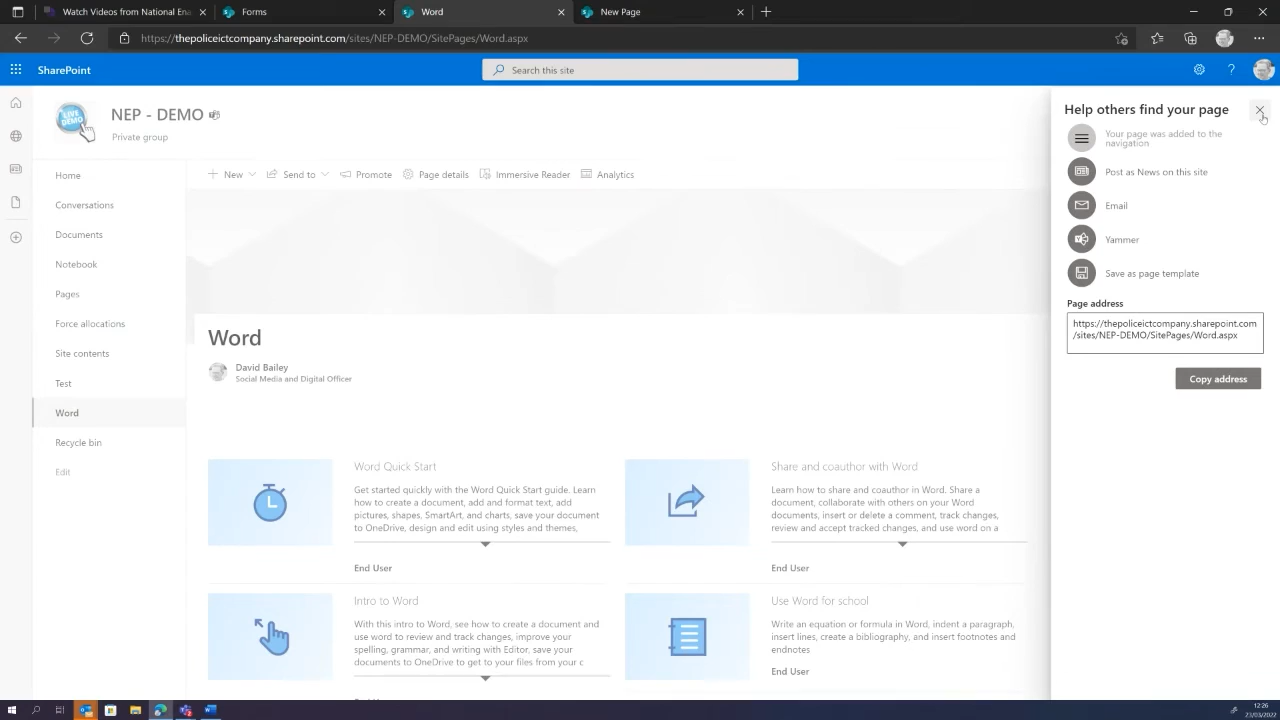 Watch Videos from National Ena
Forms
Word
New Page
https://thepoliceictcompany.sharepoint.com/sites/NEP-DEMO/SitePages/Word.aspx
SharePoint
Search this site
LIVE DEMO
NEP - DEMO
Private group
New
Send to
Promote
Page details
Immersive Reader
Analytics
Home
Conversations
Documents
Notebook
Pages
Force allocations
Site contents
Test
Word
Recycle bin
Edit
Word
David Bailey
Social Media and Digital Officer
Word Quick Start
Get started quickly with the Word Quick Start guide. Learn
how to create a document, add and format text, add
pictures, shapes, SmartArt, and charts, save your document
to OneDrive, design and edit using styles and themes,
End User
Share and coauthor with Word
Learn how to share and coauthor in Word. Share a
document, collaborate with others on your Word
documents, insert or delete a comment, track changes,
review and accept tracked changes, and use word on a
End User
Intro to Word
With this intro to Word, see how to create a document and
use word to review and track changes, improve your
spelling, grammar, and writing with Editor, save your
documents to OneDrive to get to your files from your c
Use Word for school
Write an equation or formula in Word, indent a paragraph,
insert lines, create a bibliography, and insert footnotes and
endnotes
End User
Help others find your page
Your page was added to the
navigation
Post as News on this site
Email
Yammer
Save as page template
Page address
https://thepoliceictcompany.sharepoint.com
/sites/NEP-DEMO/SitePages/Word.aspx
Copy address
12:26
23/03/2022